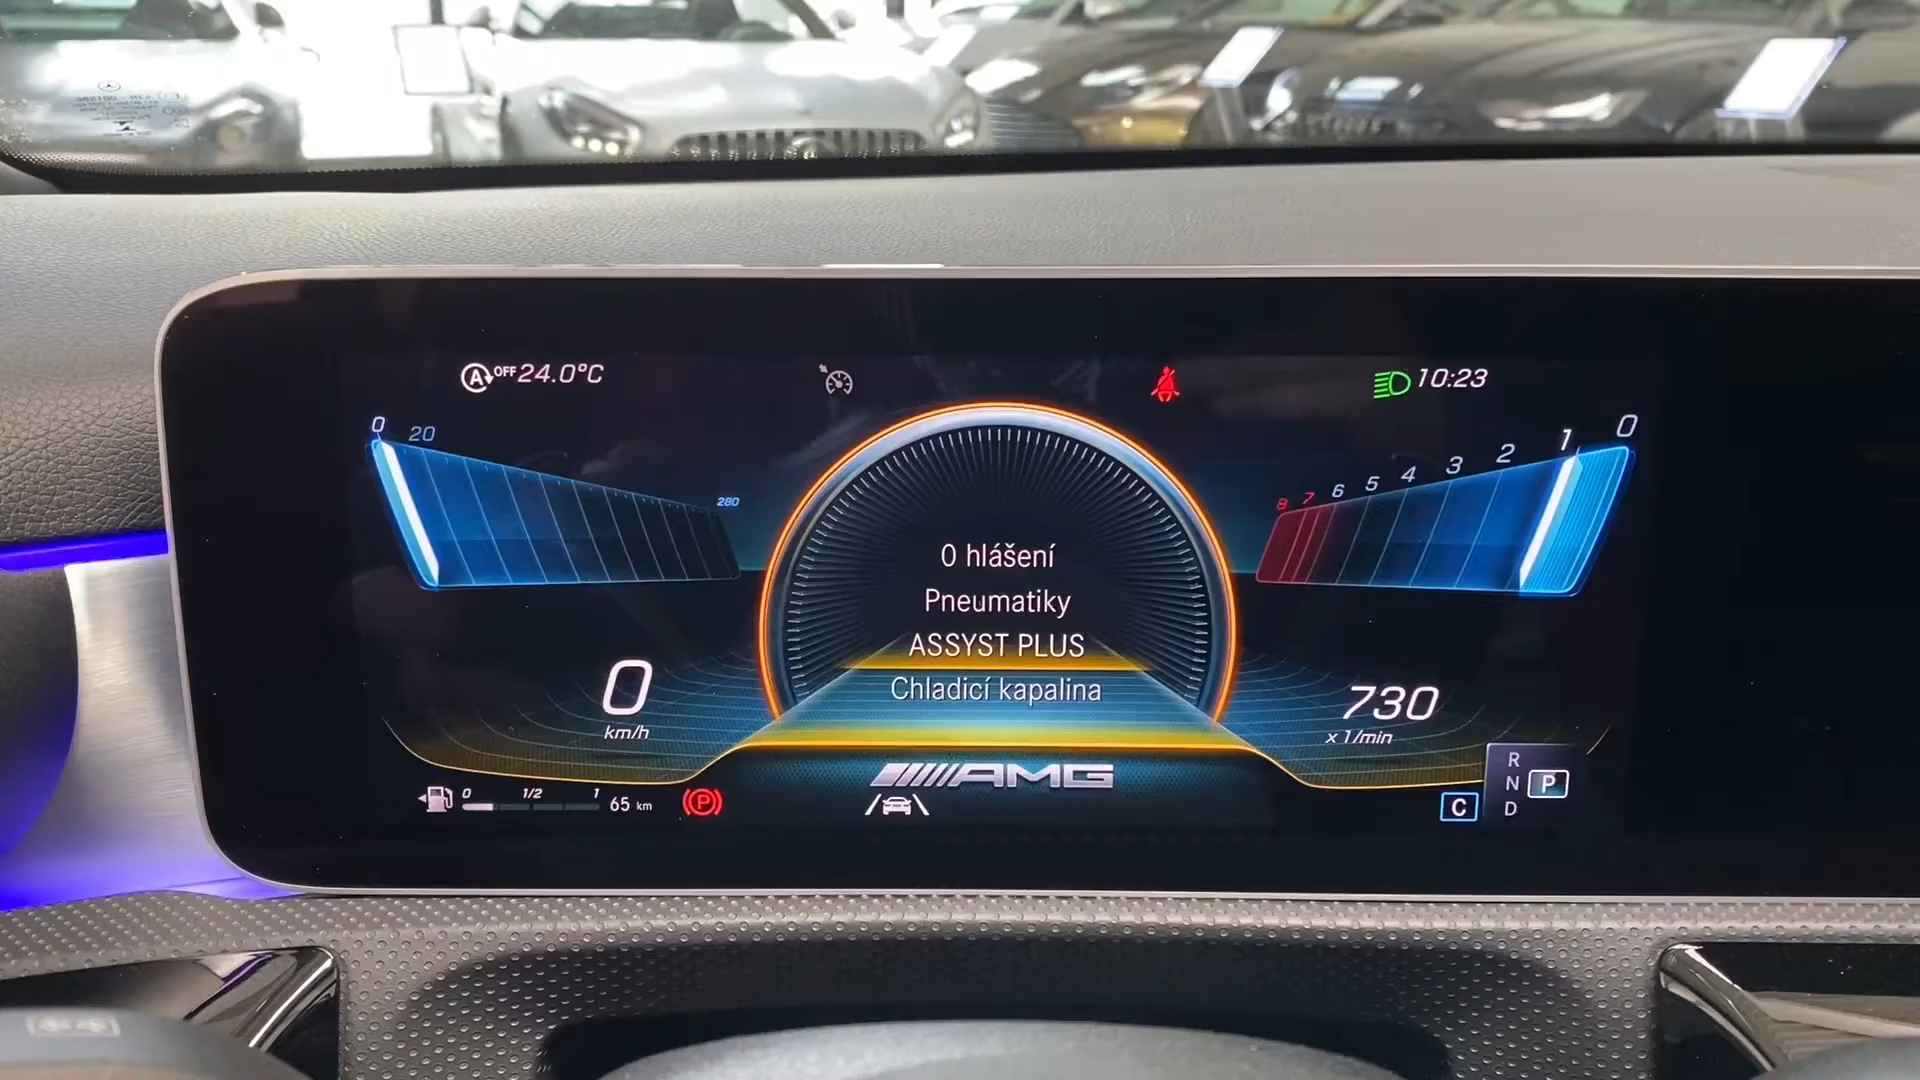 OFF 24.0°C
10:23
0 20 280
8 7 6 5 4 3 2 1 0
0 hlášení
Pneumatiky
ASSYST PLUS
Chladicí kapalina
0
km/h
730
x 1/min
AMG
0 1/2 1
65 km
P
C
R
N P
D